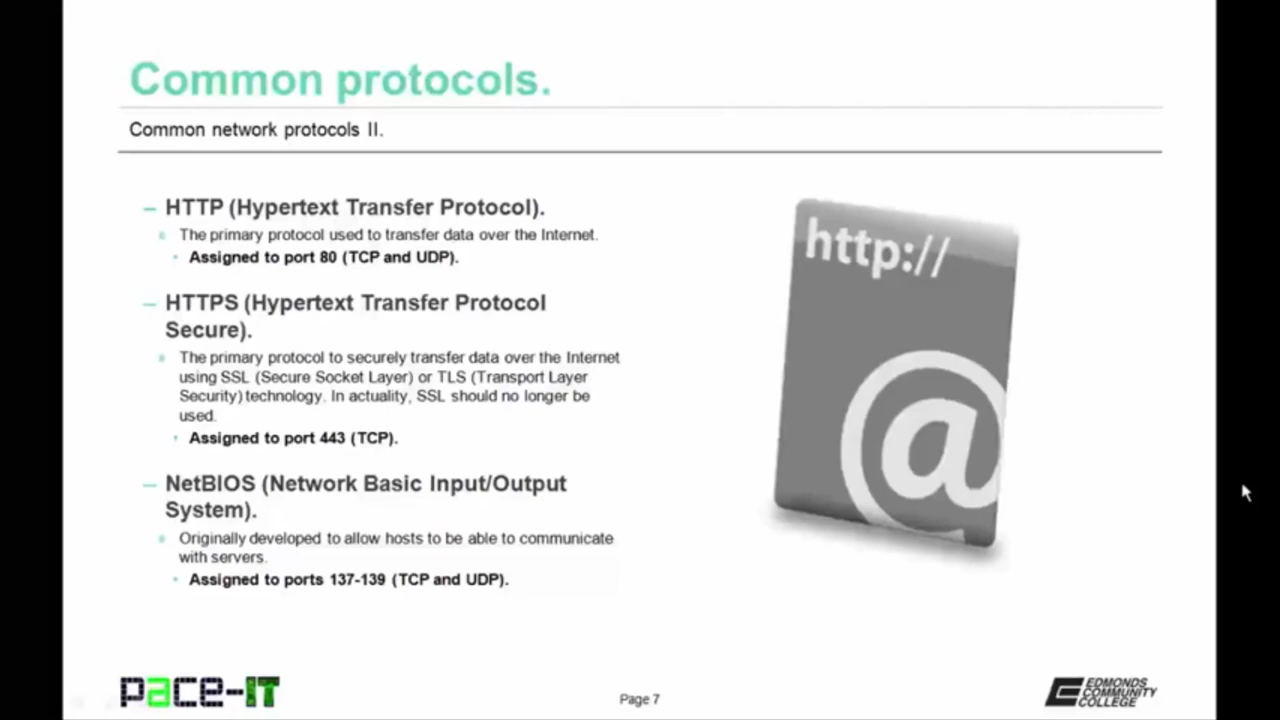 Common protocols.
Common network protocols II.
– HTTP (Hypertext Transfer Protocol).
The primary protocol used to transfer data over the Internet.
Assigned to port 80 (TCP and UDP).
– HTTPS (Hypertext Transfer Protocol
Secure).
The primary protocol to securely transfer data over the Internet
using SSL (Secure Socket Layer) or TLS (Transport Layer
Security) technology. In actuality, SSL should no longer be
used.
Assigned to port 443 (TCP).
– NetBIOS (Network Basic Input/Output
System).
Originally developed to allow hosts to be able to communicate
with servers.
Assigned to ports 137-139 (TCP and UDP).
http://
@
pace-IT
Page 7
EDMONDS
COMMUNITY
COLLEGE